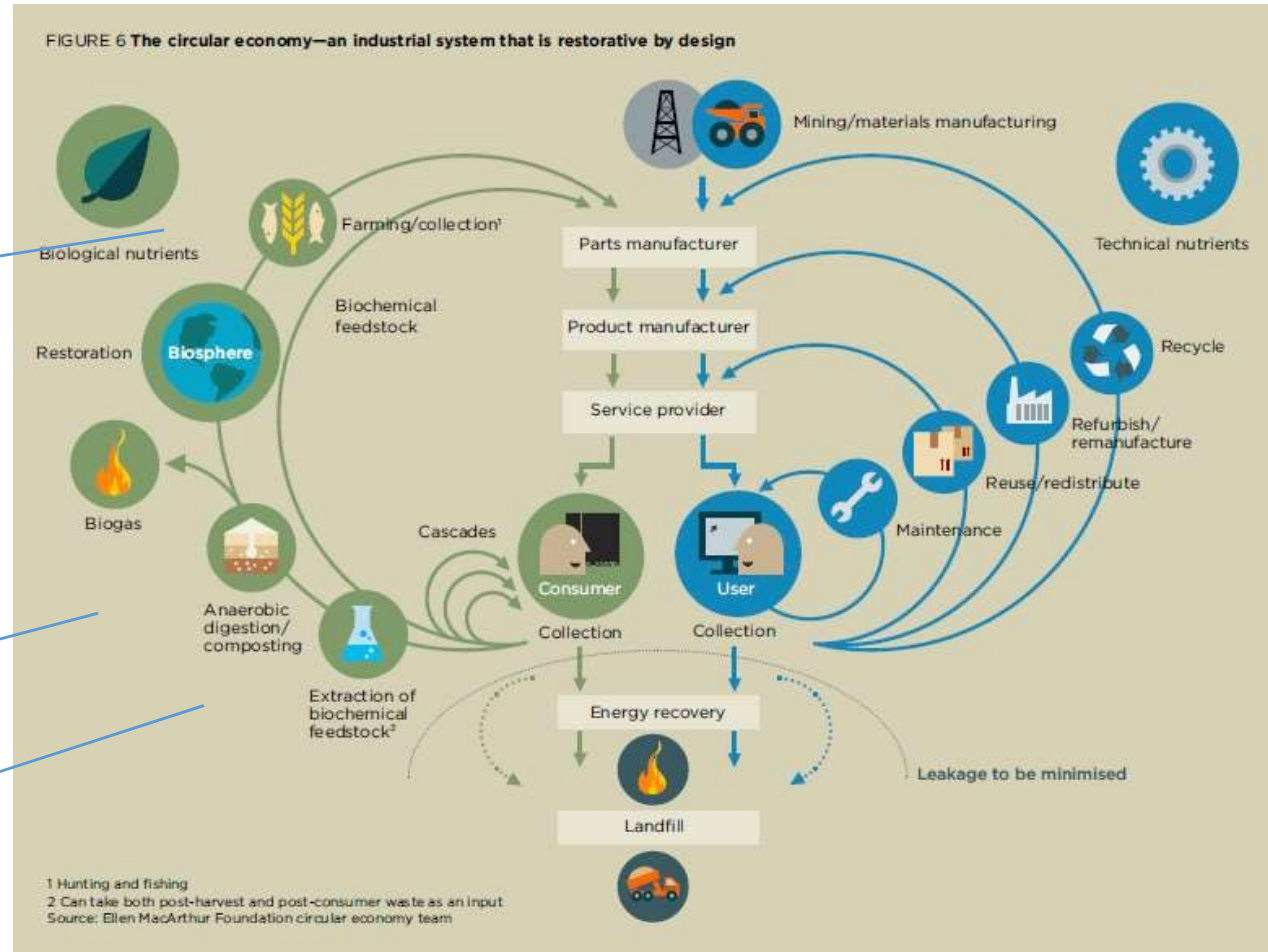 FIGURE 6 The circular economy—an industrial system that is restorative by design
Mining/materials manufacturing
Biological nutrients
Technical nutrients
Farming/collection¹
Parts manufacturer
Biochemical
feedstock
Product manufacturer
Restoration
Biosphere
Recycle
Service provider
Refurbish/
remanufacture
Reuse/redistribute
Biogas
Cascades
Maintenance
Consumer
User
Anaerobic
digestion/
composting
Collection
Collection
Extraction of
biochemical
feedstock²
Energy recovery
Leakage to be minimised
Landfill
1 Hunting and fishing
2 Can take both post-harvest and post-consumer waste as an input
Source: Ellen MacArthur Foundation circular economy team